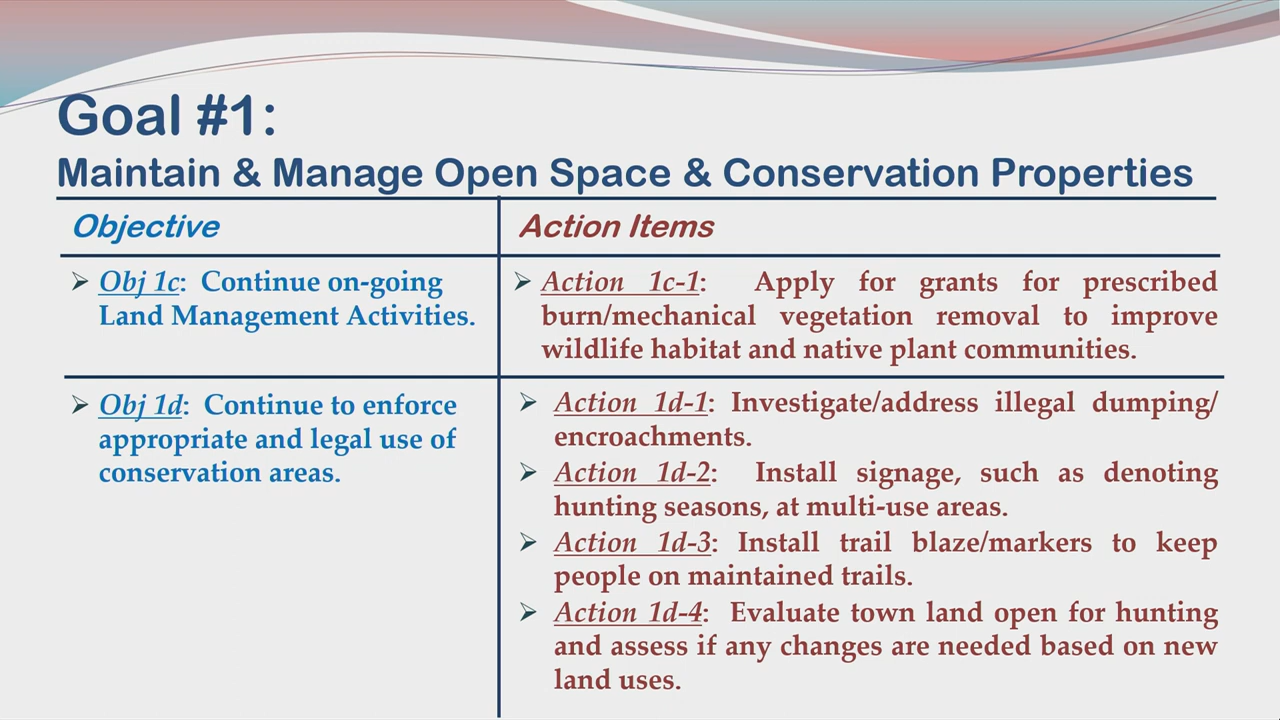 Goal #1:
Maintain & Manage Open Space & Conservation Properties
Objective
Action Items
Obj 1c: Continue on-going
Land Management Activities.
Action 1c-1: Apply for grants for prescribed
burn/mechanical vegetation removal to improve
wildlife habitat and native plant communities.
Obj 1d: Continue to enforce
appropriate and legal use of
conservation areas.
Action 1d-1: Investigate/address illegal dumping/
encroachments.
Action 1d-2: Install signage, such as denoting
hunting seasons, at multi-use areas.
Action 1d-3: Install trail blaze/markers to keep
people on maintained trails.
Action 1d-4: Evaluate town land open for hunting
and assess if any changes are needed based on new
land uses.